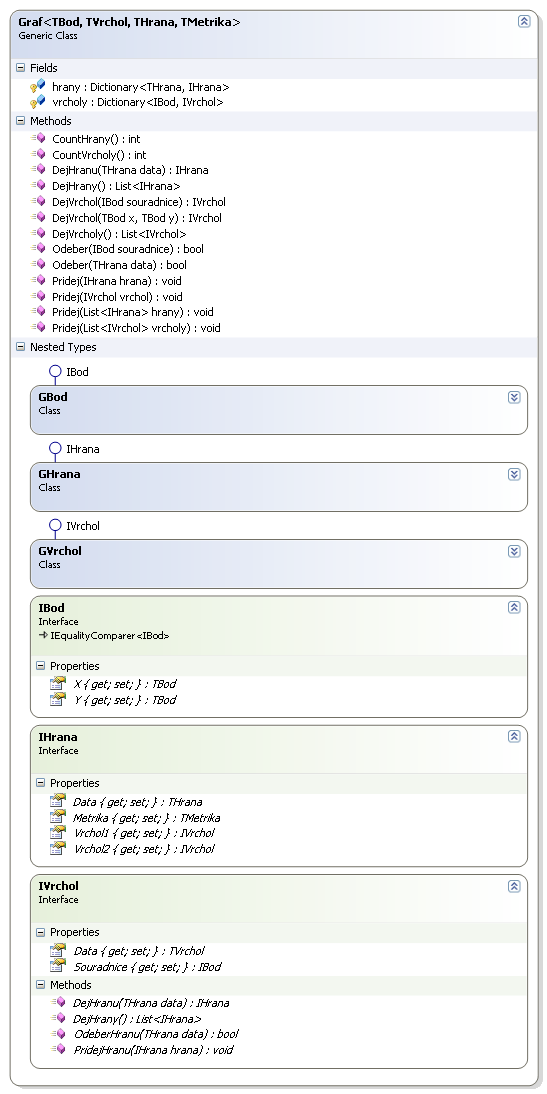 Graf<TBod, TVrchol, THrana, TMetrika>
Generic Class
Fields
hrany : Dictionary<THrana, IHrana>
vrcholy : Dictionary<IBod, IVrchol>
Methods
CountHrany() : int
CountVrcholy() : int
DejHranu(THrana data) : IHrana
DejHrany() : List<IHrana>
DejVrchol(IBod souradnice) : IVrchol
DejVrchol(TBod x, TBod y) : IVrchol
DejVrcholy() : List<IVrchol>
Odeber(IBod souradnice) : bool
Odeber(THrana data) : bool
Pridej(IHrana hrana) : void
Pridej(IVrchol vrchol) : void
Pridej(List<IHrana> hrany) : void
Pridej(List<IVrchol> vrcholy) : void
Nested Types
IBod
GBod
Class
IHrana
GHrana
Class
IVrchol
GVrchol
Class
IBod
Interface
IEqualityComparer<IBod>
Properties
X { get; set; } : TBod
Y { get; set; } : TBod
IHrana
Interface
Properties
Data { get; set; } : THrana
Metrika { get; set; } : TMetrika
Vrchol1 { get; set; } : IVrchol
Vrchol2 { get; set; } : IVrchol
IVrchol
Interface
Properties
Data { get; set; } : TVrchol
Souradnice { get; set; } : IBod
Methods
DejHranu(THrana data) : IHrana
DejHrany() : List<IHrana>
OdeberHranu(THrana data) : bool
PridejHranu(IHrana hrana) : void